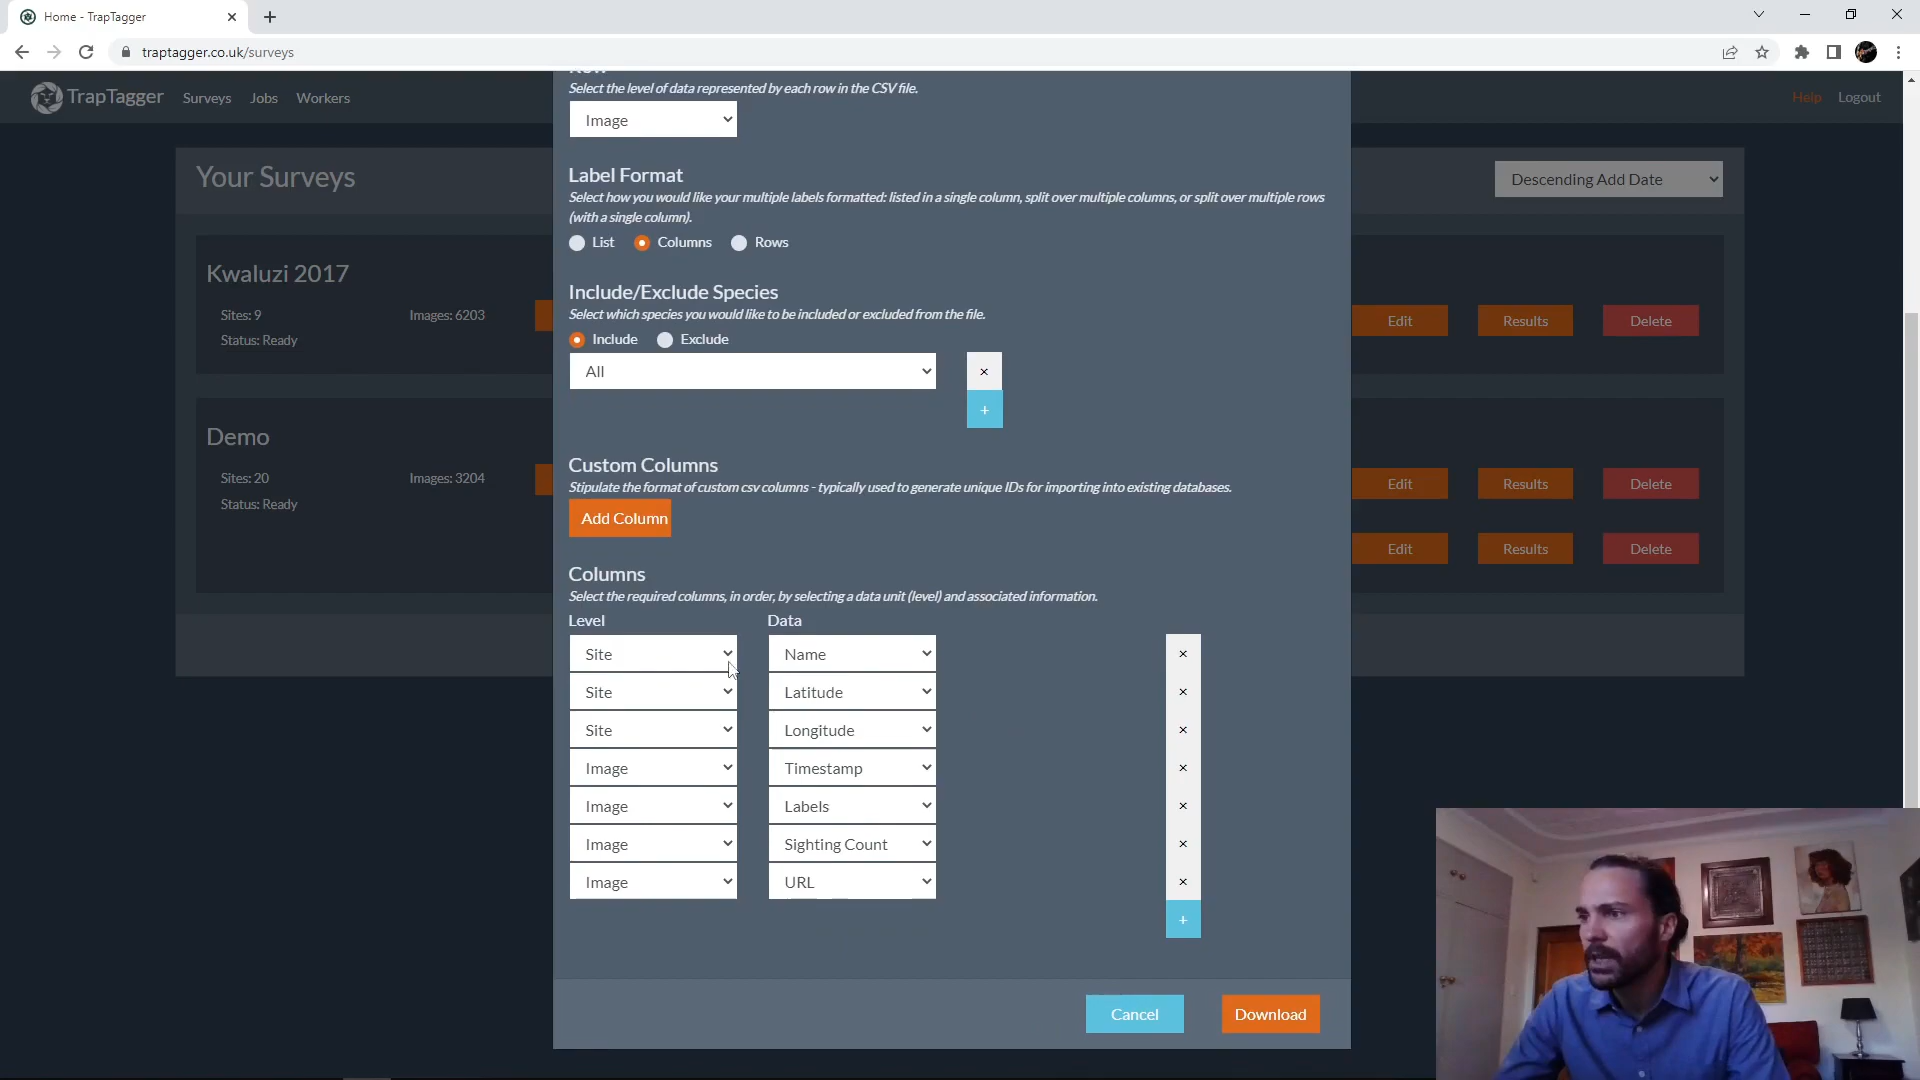 Home - TrapTagger
traptagger.co.uk/surveys
TrapTagger Surveys Jobs Workers Help Logout
Your Surveys
Descending Add Date
Kwaluzi 2017
Sites: 9 Images: 6203
Status: Ready
Edit Results Delete
Demo
Sites: 20 Images: 3204
Status: Ready
Edit Results Delete
Edit Results Delete
Select the level of data represented by each row in the CSV file.
Image
Label Format
Select how you would like your multiple labels formatted: listed in a single column, split over multiple columns, or split over multiple rows
(with a single column).
List Columns Rows
Include/Exclude Species
Select which species you would like to be included or excluded from the file.
Include Exclude
All ×
+
Custom Columns
Stipulate the format of custom csv columns - typically used to generate unique IDs for importing into existing databases.
Add Column
Columns
Select the required columns, in order, by selecting a data unit (level) and associated information.
Level Data
Site Name ×
Site Latitude ×
Site Longitude ×
Image Timestamp ×
Image Labels ×
Image Sighting Count ×
Image URL ×
+
Cancel Download